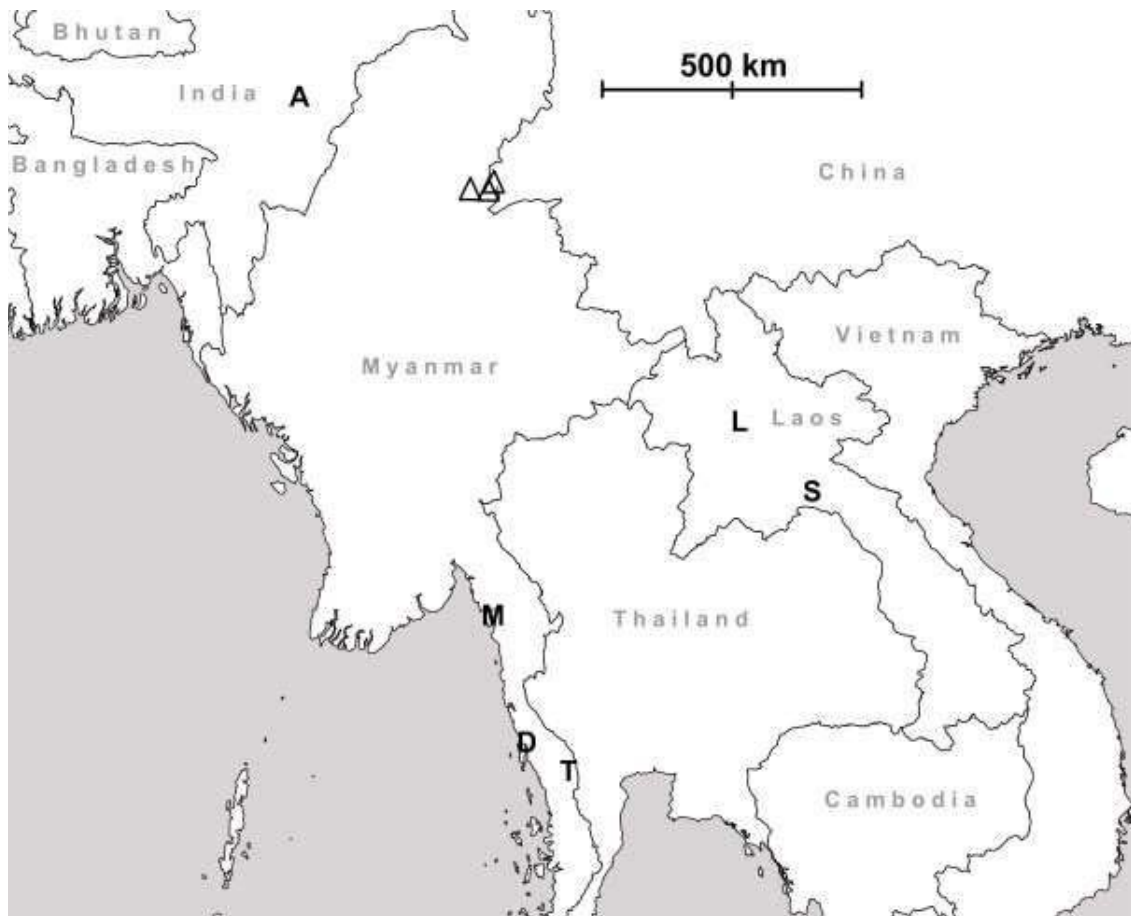 Bhutan
500 km
India A
Bangladesh
China
Vietnam
Myanmar
L Laos
S
M
Thailand
D
T
Cambodia